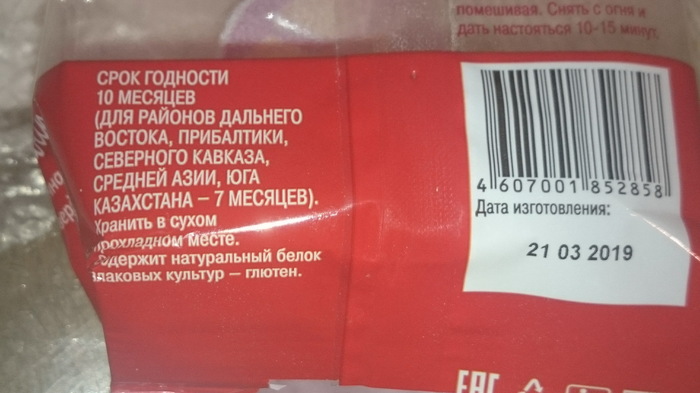 помешивая. Снять с огня и
дать настояться 10-15 минут.
СРОК ГОДНОСТИ
10 МЕСЯЦЕВ
(ДЛЯ РАЙОНОВ ДАЛЬНЕГО
ВОСТОКА, ПРИБАЛТИКИ,
СЕВЕРНОГО КАВКАЗА,
СРЕДНЕЙ АЗИИ, ЮГА
КАЗАХСТАНА – 7 МЕСЯЦЕВ).
Хранить в сухом
прохладном месте.
Содержит натуральный белок
злаковых культур – глютен.
4 607001 852858
Дата изготовления:
21 03 2019
EAC